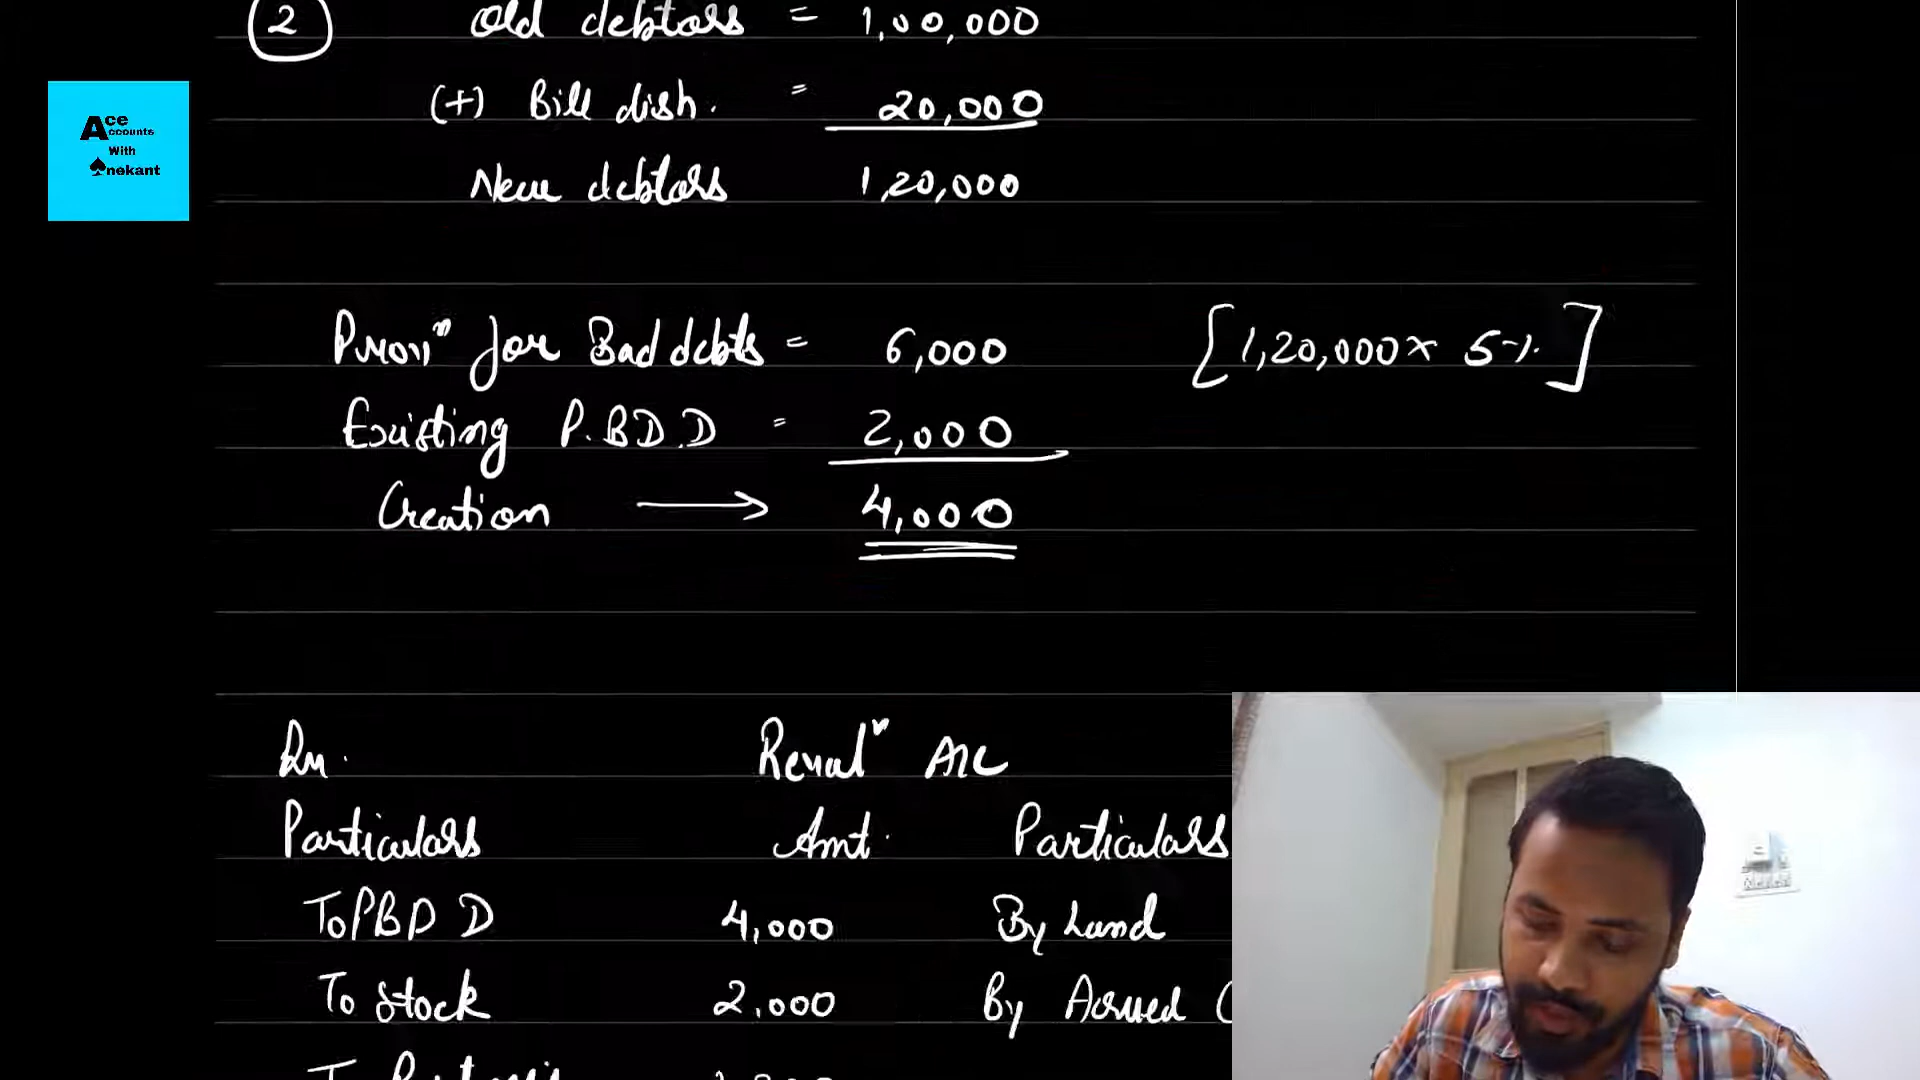 2 Old debtors = 1,00,000
(+) Bill dish. = 20,000
New debtors 1,20,000
Ace Accounts With Anekant
Provn for Bad debts = 6,000 [1,20,000 x 5%]
Existing P.B.D.D = 2,000
Creation → 4,000
Dr. Revaln A/c
Particulars Amt. Particulars
To PBDD 4,000 By Land
To Stock 2,000 By Accrued